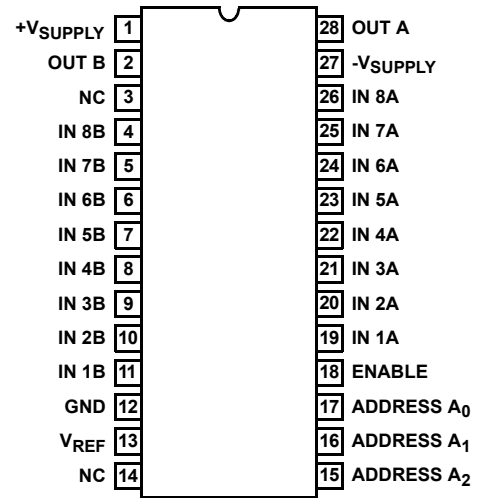 +VSUPPLY 1 28 OUT A
OUT B 2 27 -VSUPPLY
NC 3 26 IN 8A
IN 8B 4 25 IN 7A
IN 7B 5 24 IN 6A
IN 6B 6 23 IN 5A
IN 5B 7 22 IN 4A
IN 4B 8 21 IN 3A
IN 3B 9 20 IN 2A
IN 2B 10 19 IN 1A
IN 1B 11 18 ENABLE
GND 12 17 ADDRESS A0
VREF 13 16 ADDRESS A1
NC 14 15 ADDRESS A2